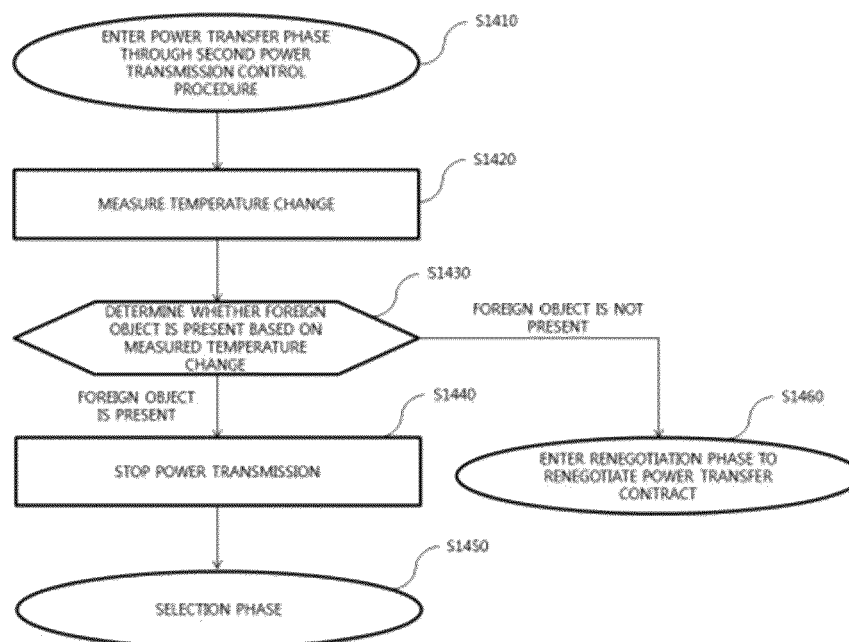 ENTER POWER TRANSFER PHASE
THROUGH SECOND POWER
TRANSMISSION CONTROL
PROCEDURE
S1410
MEASURE TEMPERATURE CHANGE
S1420
DETERMINE WHETHER FOREIGN
OBJECT IS PRESENT BASED ON
MEASURED TEMPERATURE
CHANGE
S1430
FOREIGN OBJECT IS NOT
PRESENT
FOREIGN OBJECT
IS PRESENT
S1440
STOP POWER TRANSMISSION
S1460
ENTER RENEGOTIATION PHASE TO
RENEGOTIATE POWER TRANSFER
CONTRACT
S1450
SELECTION PHASE